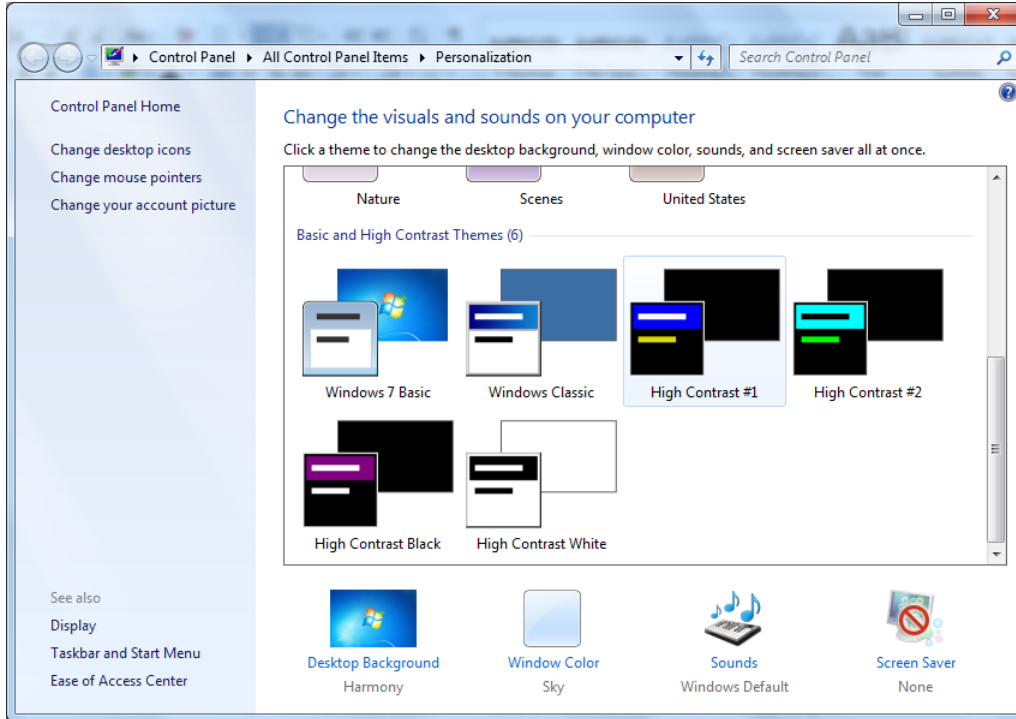 Control Panel All Control Panel Items Personalization
Search Control Panel
Control Panel Home
Change desktop icons
Change mouse pointers
Change your account picture
Change the visuals and sounds on your computer
Click a theme to change the desktop background, window color, sounds, and screen saver all at once.
Nature Scenes United States
Basic and High Contrast Themes (6)
Windows 7 Basic Windows Classic High Contrast #1 High Contrast #2
High Contrast Black High Contrast White
See also
Display
Taskbar and Start Menu
Ease of Access Center
Desktop Background Window Color Sounds Screen Saver
Harmony Sky Windows Default None